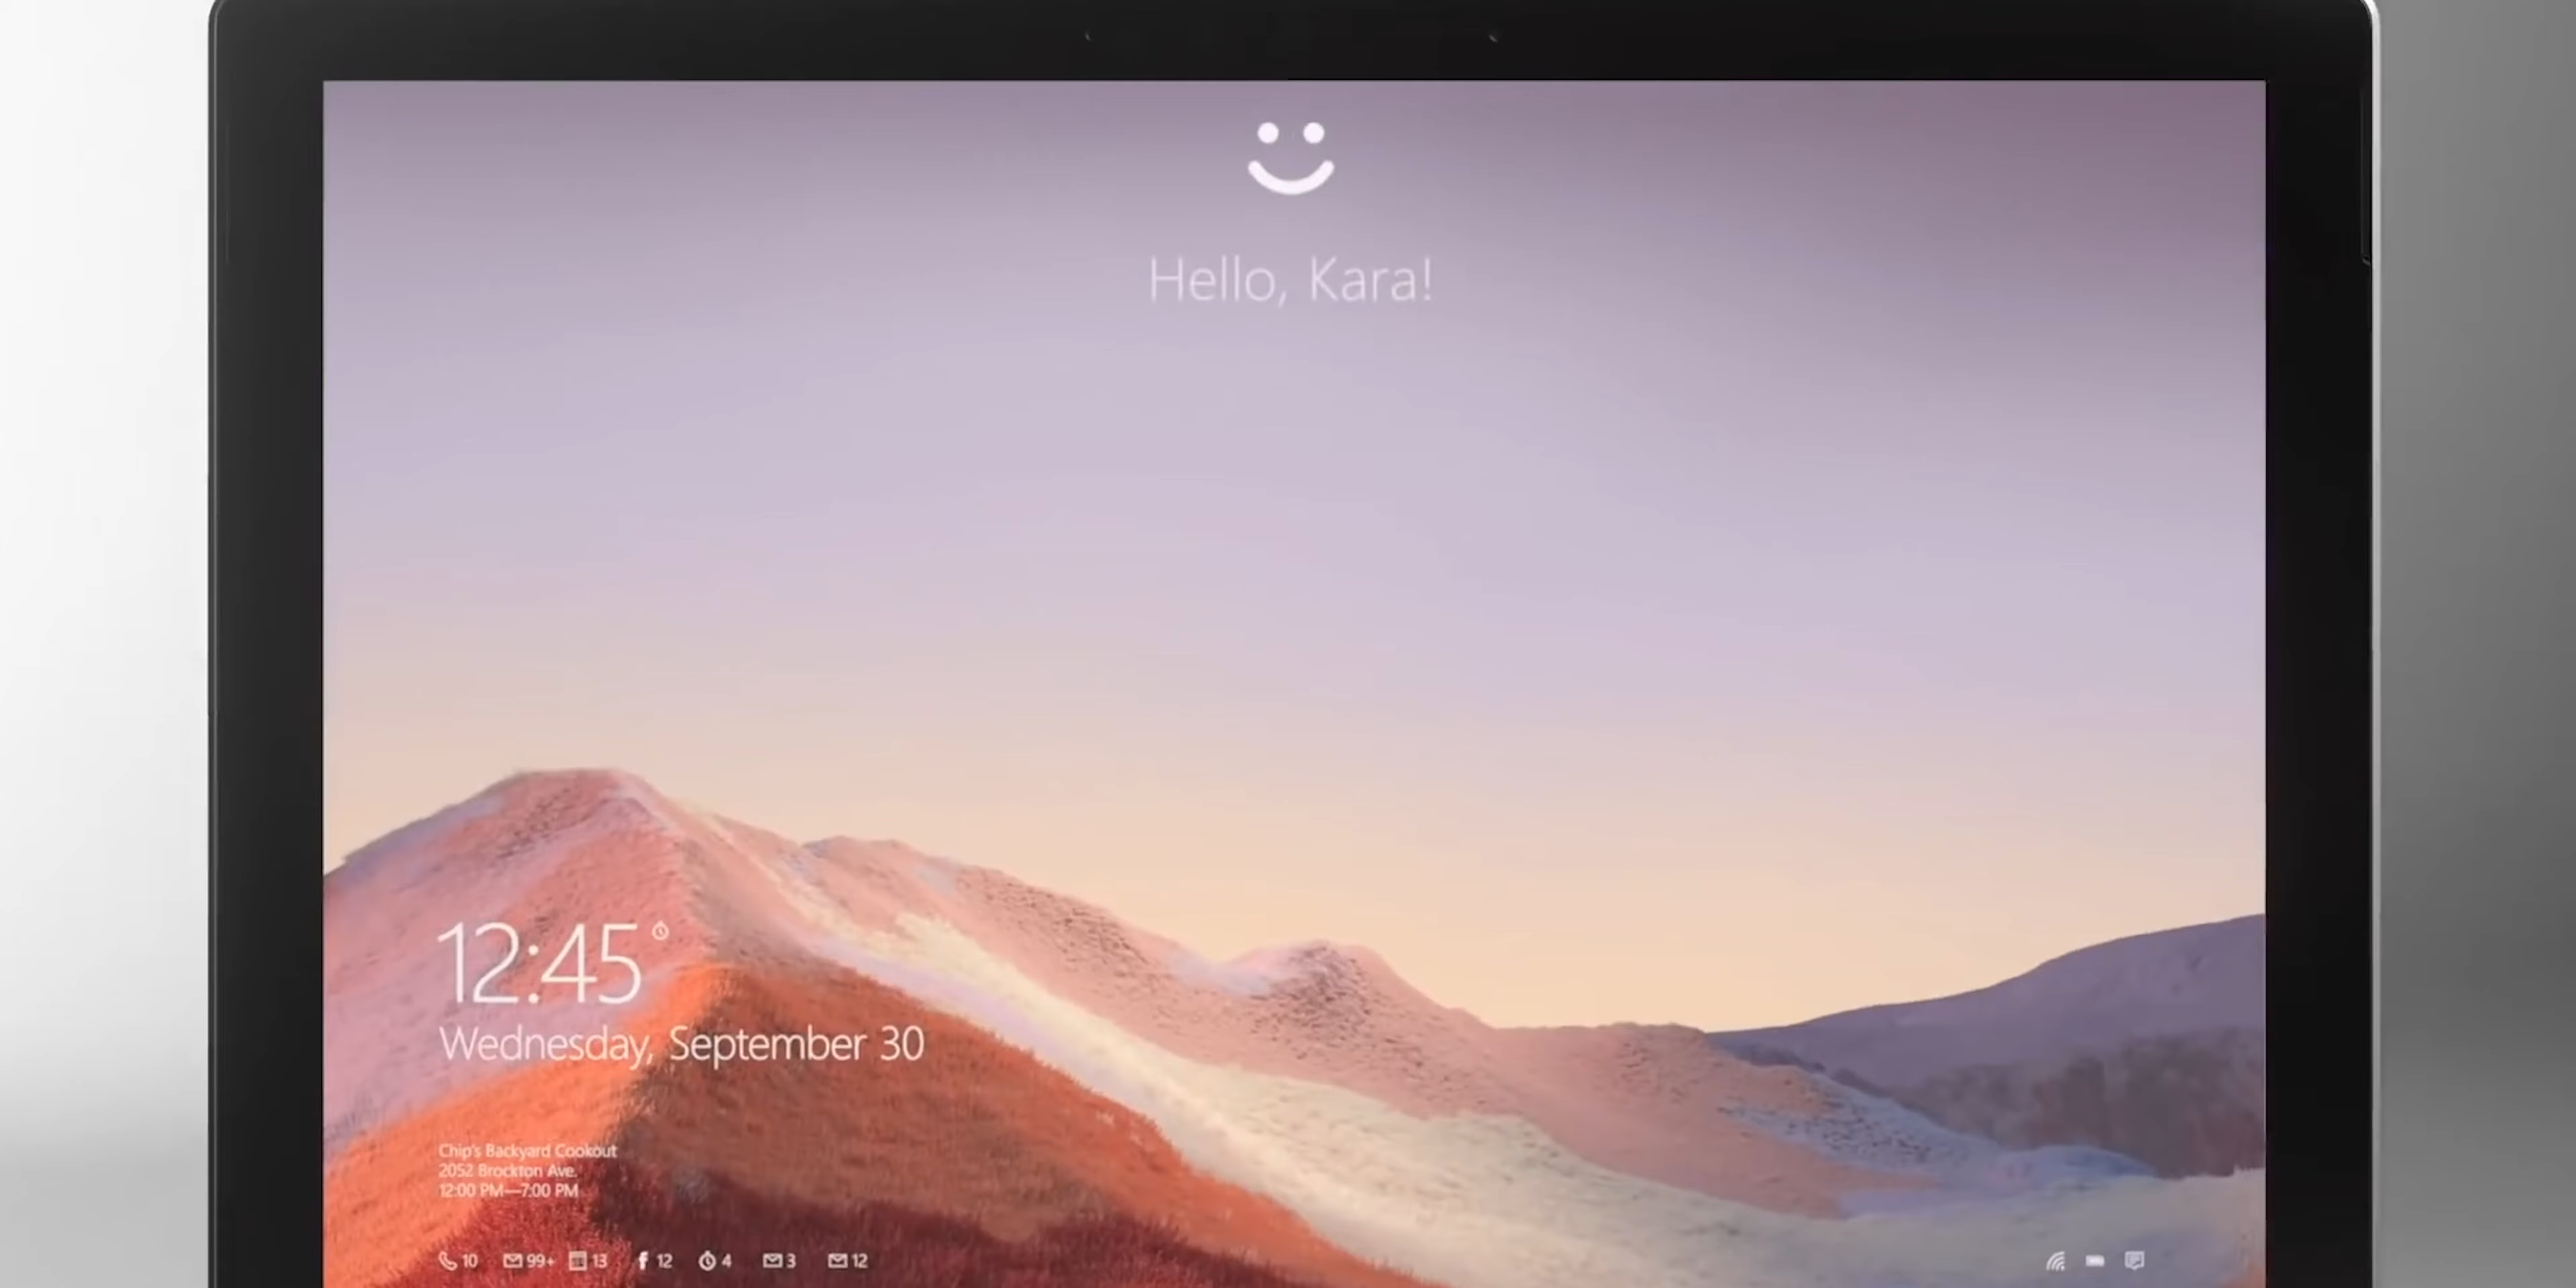 Hello, Kara!
12:45
Wednesday, September 30
Chip's Backyard Cookout
2052 Brockton Ave.
12:00 PM—7:00 PM
10 99+ 13 f 12 4 3 12